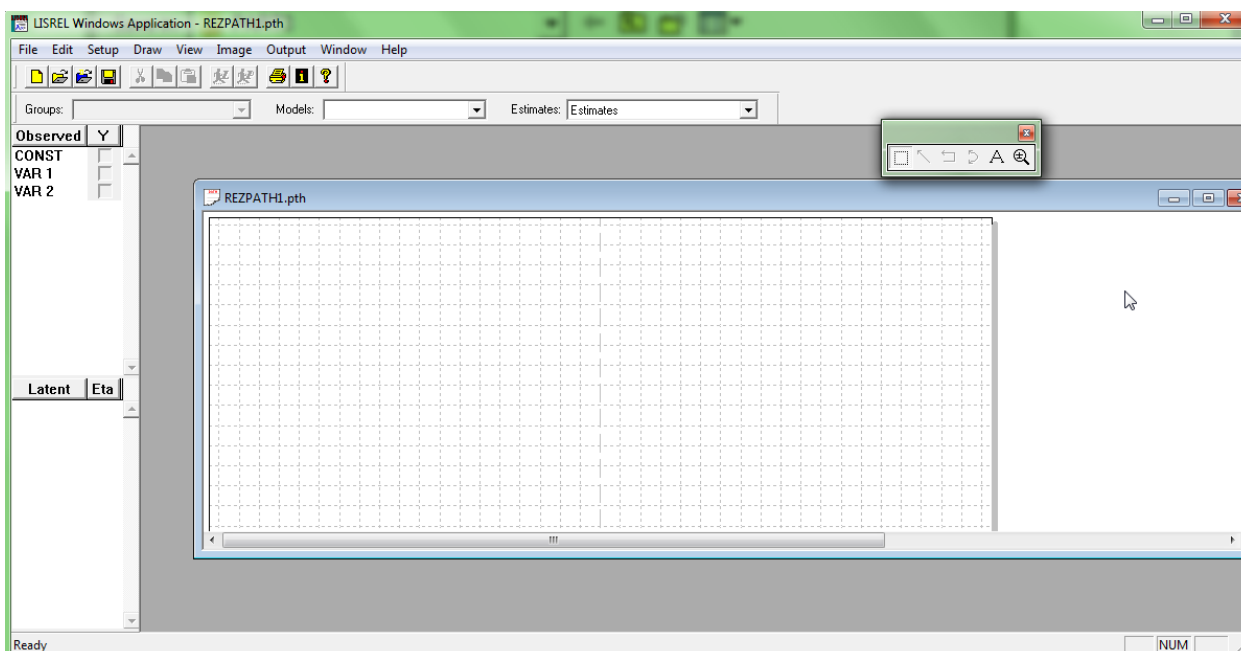 LISREL Windows Application - REZPATH1.pth
File Edit Setup Draw View Image Output Window Help
Groups: Models: Estimates: Estimates
Observed Y
CONST
VAR 1
VAR 2
REZPATH1.pth
Latent Eta
Ready NUM